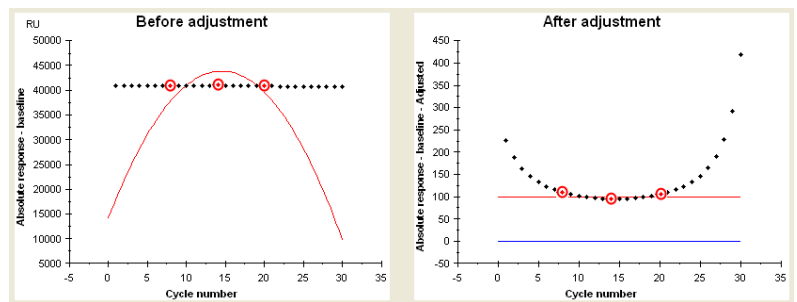 RU
Before adjustment
Absolute response - baseline
50000
45000
40000
35000
30000
25000
20000
15000
10000
5000
-5 0 5 10 15 20 25 30 35
Cycle number
After adjustment
Absolute response - baseline - Adjusted
450
400
350
300
250
200
150
100
50
0
-50
-5 0 5 10 15 20 25 30 35
Cycle number